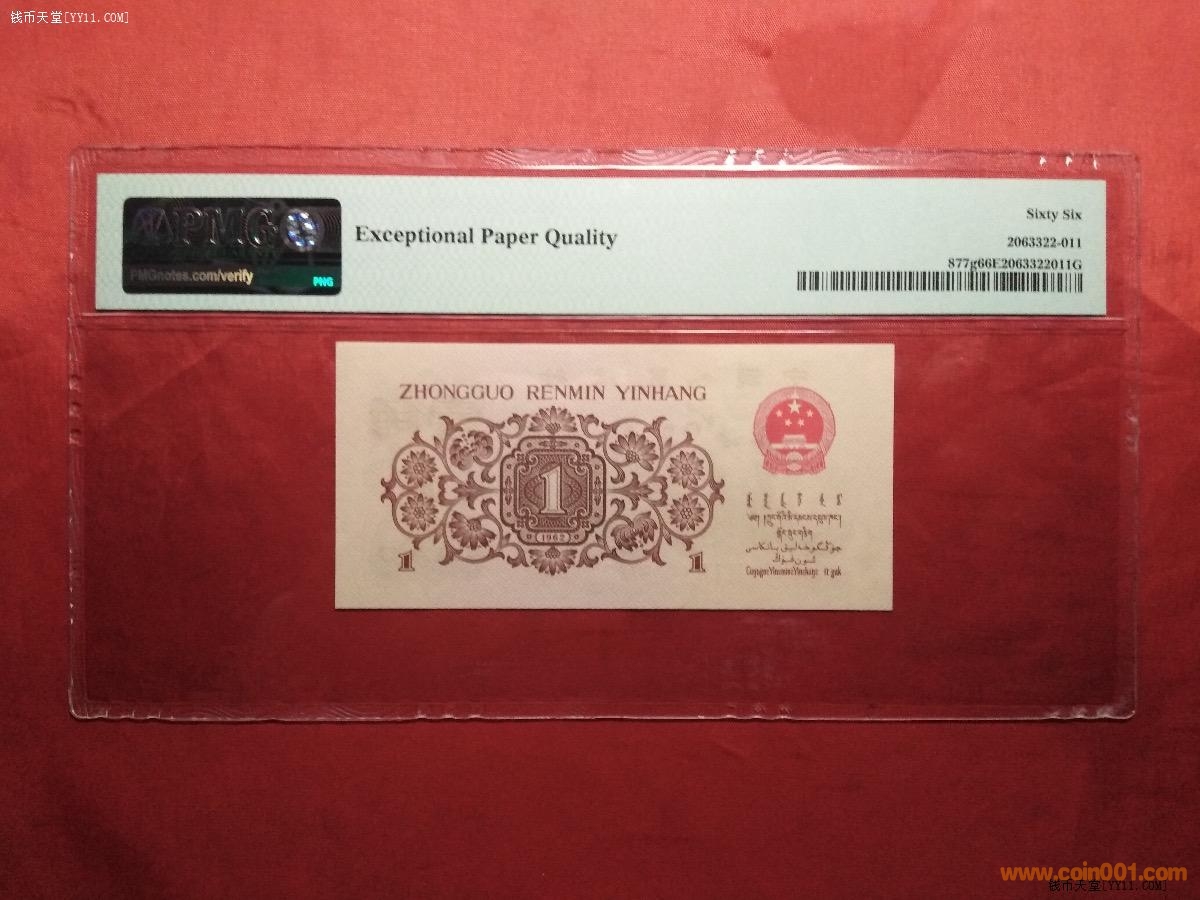 钱币天堂[YY11.COM]
PMG
PMGnotes.com/verify
PNG
Exceptional Paper Quality
Sixty Six
2063322-011
877g66E2063322011G
ZHONGGUO RENMIN YINHANG
1
1962
1
1
www.coin001.com
钱币天堂[YY11.COM]